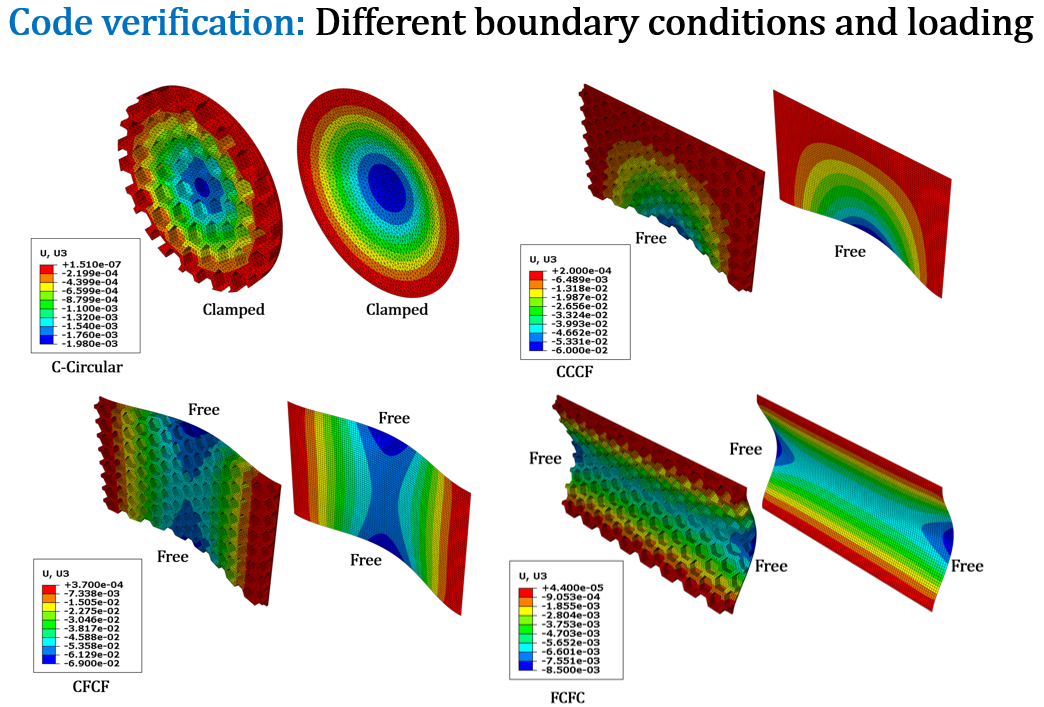 Code verification: Different boundary conditions and loading
Clamped
Clamped
U, U3
+1.510e-07
-2.199e-04
-4.399e-04
-6.599e-04
-8.799e-04
-1.100e-03
-1.320e-03
-1.540e-03
-1.760e-03
-1.980e-03
C-Circular
Free
Free
U, U3
+2.000e-04
-6.489e-03
-1.318e-02
-1.987e-02
-2.656e-02
-3.324e-02
-3.993e-02
-4.662e-02
-5.331e-02
-6.000e-02
CCCF
Free
Free
Free
Free
U, U3
+3.700e-04
-7.338e-03
-1.505e-02
-2.275e-02
-3.046e-02
-3.817e-02
-4.588e-02
-5.358e-02
-6.129e-02
-6.900e-02
CFCF
Free
Free
Free
Free
U, U3
+4.400e-05
-9.053e-04
-1.855e-03
-2.804e-03
-3.753e-03
-4.703e-03
-5.652e-03
-6.601e-03
-7.551e-03
-8.500e-03
FCFC